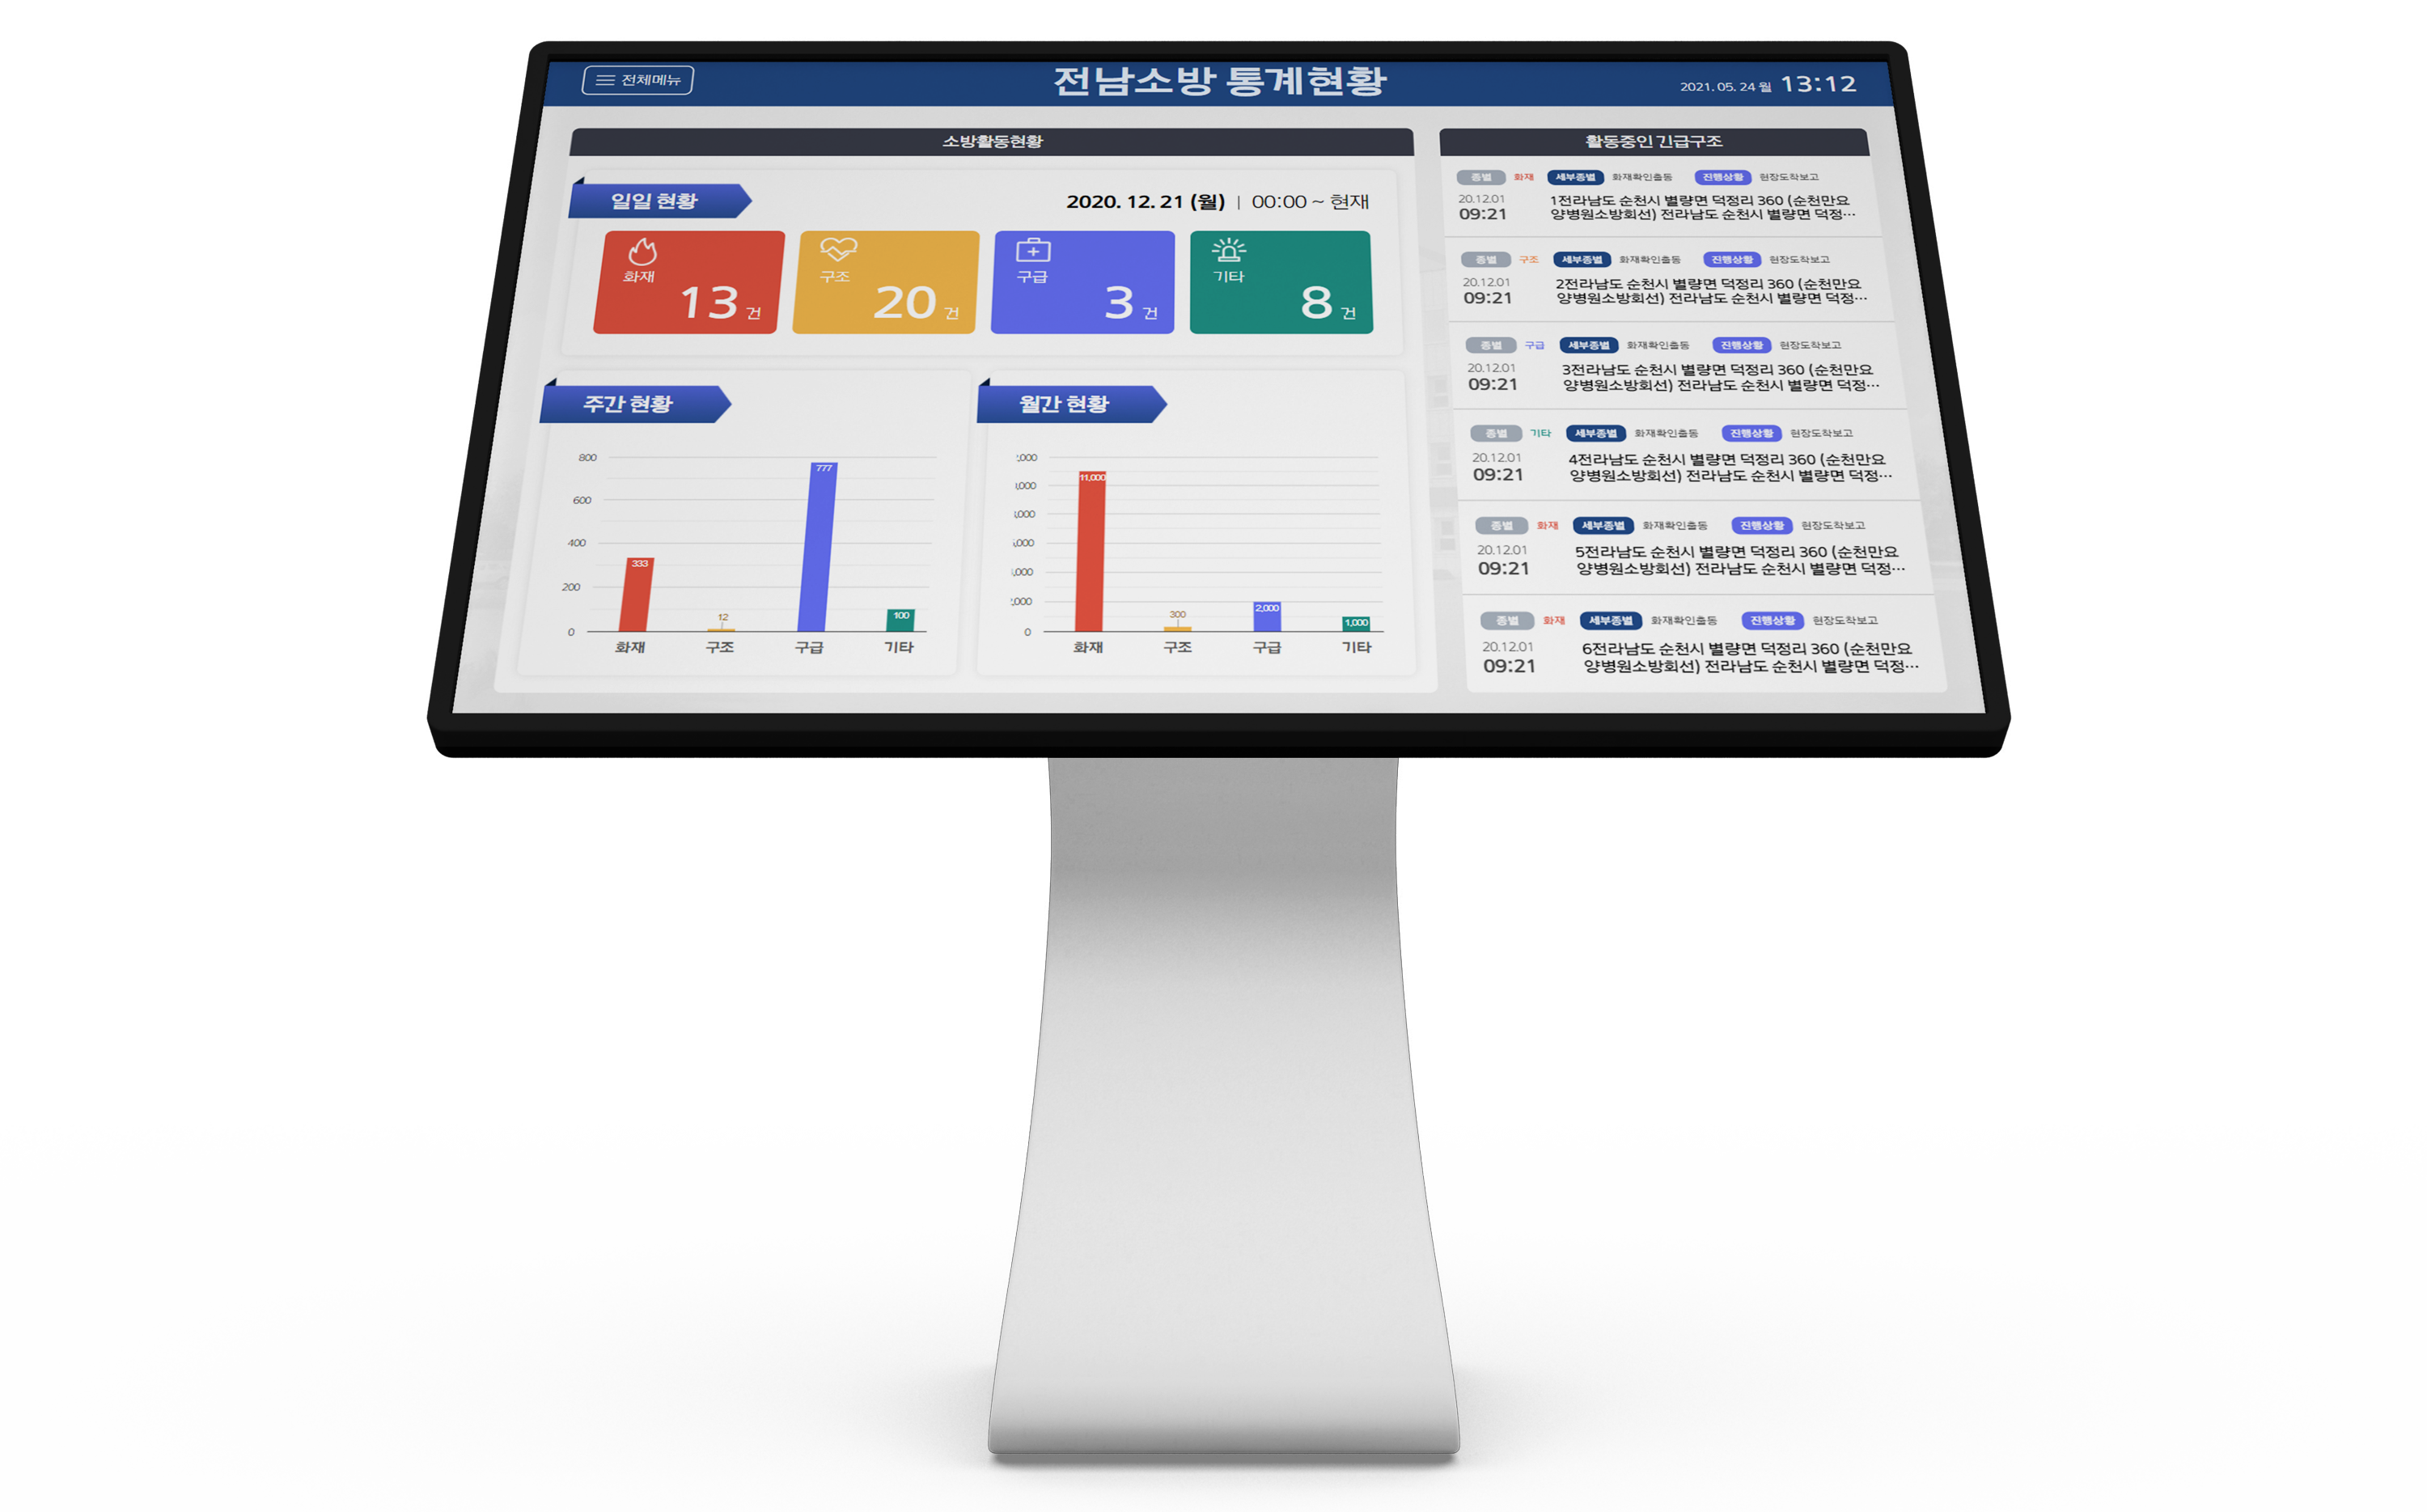 전체메뉴
전남소방 통계현황
2021. 05. 24 월 13:12
소방활동현황
일일 현황
2020. 12. 21 (월) | 00:00 ~ 현재
화재
13 건
구조
20 건
구급
3 건
기타
8 건
주간 현황
800
600
400
200
0
333
12
777
100
화재 구조 구급 기타
월간 현황
,000
,000
,000
,000
,000
,000
0
11,000
300
2,000
1,000
화재 구조 구급 기타
활동중인 긴급구조
종별 화재 세부종별 화재확인출동 진행상황 현장도착보고
20.12.01 1전라남도 순천시 별량면 덕정리 360 (순천만요
09:21 양병원소방회선) 전라남도 순천시 별량면 덕정…
종별 구조 세부종별 화재확인출동 진행상황 현장도착보고
20.12.01 2전라남도 순천시 별량면 덕정리 360 (순천만요
09:21 양병원소방회선) 전라남도 순천시 별량면 덕정…
종별 구급 세부종별 화재확인출동 진행상황 현장도착보고
20.12.01 3전라남도 순천시 별량면 덕정리 360 (순천만요
09:21 양병원소방회선) 전라남도 순천시 별량면 덕정…
종별 기타 세부종별 화재확인출동 진행상황 현장도착보고
20.12.01 4전라남도 순천시 별량면 덕정리 360 (순천만요
09:21 양병원소방회선) 전라남도 순천시 별량면 덕정…
종별 화재 세부종별 화재확인출동 진행상황 현장도착보고
20.12.01 5전라남도 순천시 별량면 덕정리 360 (순천만요
09:21 양병원소방회선) 전라남도 순천시 별량면 덕정…
종별 화재 세부종별 화재확인출동 진행상황 현장도착보고
20.12.01 6전라남도 순천시 별량면 덕정리 360 (순천만요
09:21 양병원소방회선) 전라남도 순천시 별량면 덕정…